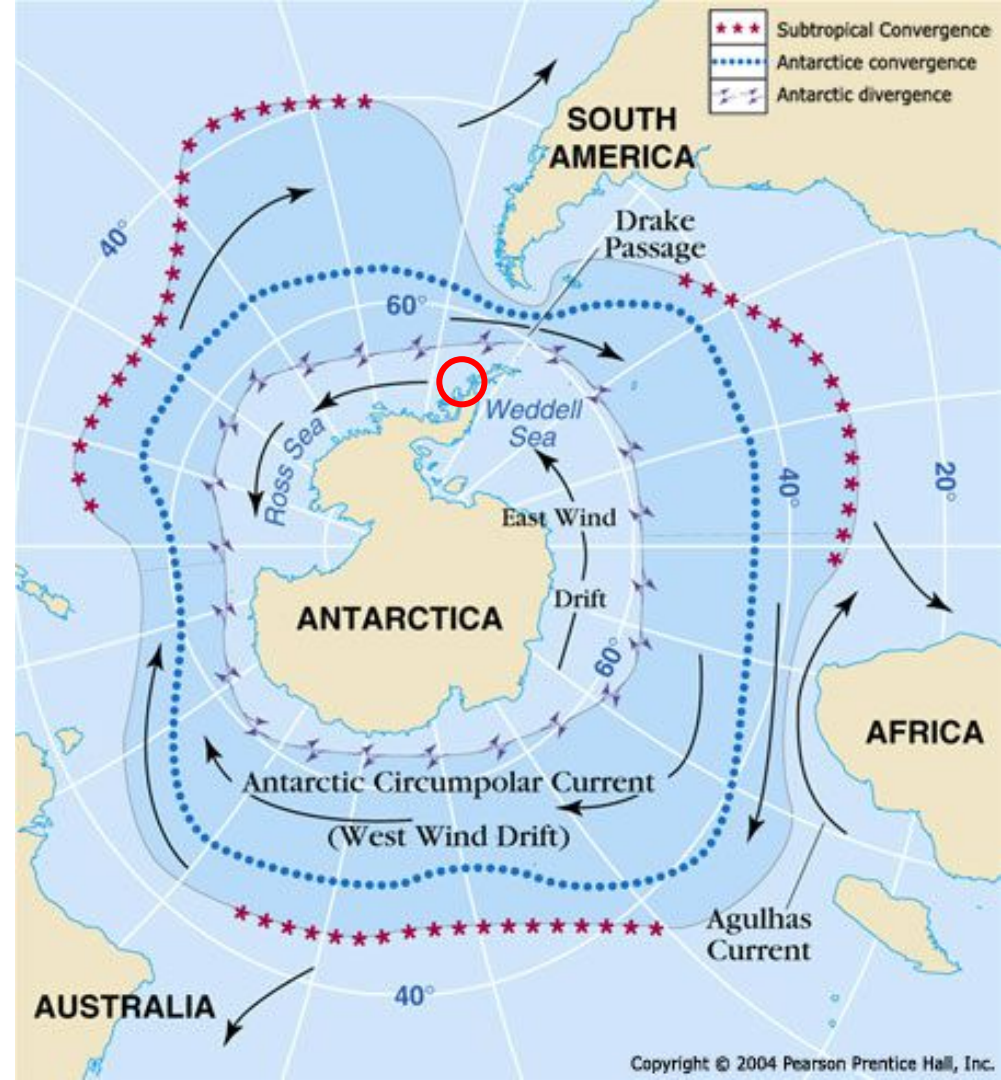 Subtropical Convergence
Antarctice convergence
Antarctic divergence
SOUTH
AMERICA
Drake
Passage
40°
60°
Weddell
Sea
Ross Sea
40°
20°
East Wind
Drift
ANTARCTICA
60°
AFRICA
Antarctic Circumpolar Current
(West Wind Drift)
Agulhas
Current
40°
AUSTRALIA
Copyright © 2004 Pearson Prentice Hall, Inc.